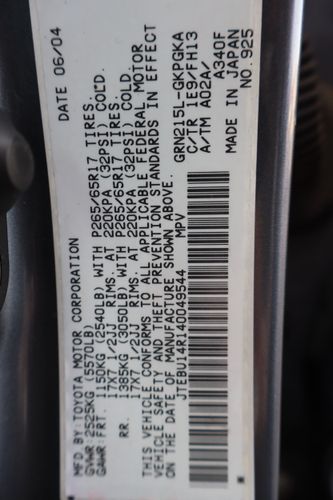 MFD.BY:TOYOTA MOTOR CORPORATION DATE 06/04
GVWR:2525KG (5570LB)
GAWR:FRT. 1159KG (2540LB) WITH P265/65R17 TIRES.
17X7 1/2JJ RIMS. AT 220KPA (32PSI) COLD.
RR. 1385KG (3050LB) WITH P265/65R17 TIRES.
17X7 1/2JJ RIMS. AT 220KPA (32PSI) COLD.
THIS VEHICLE CONFORMS TO ALL APPLICABLE FEDERAL MOTOR
VEHICLE SAFETY AND THEFT PREVENTION STANDARDS IN EFFECT
ON THE DATE OF MANUFACTURE SHOWN ABOVE.
JTEBU14R140049544 MPV GRN215L-GKPGKA
C/TR 1E9/FH13
A/TM A02A/ A340F
MADE IN JAPAN
NO.925